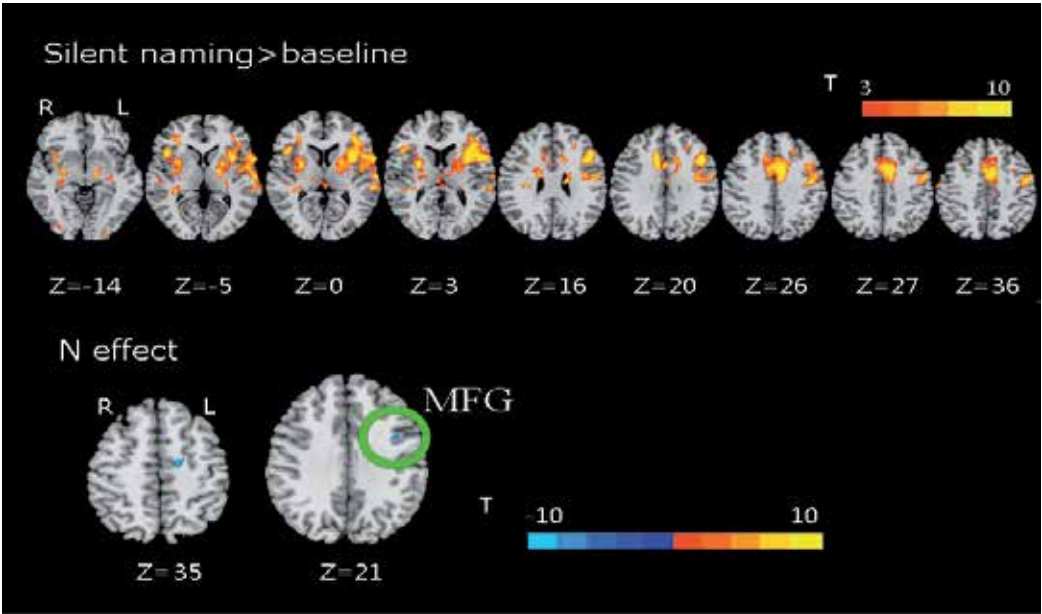 Silent naming>baseline
T 3 10
R L
Z=-14 Z=-5 Z=0 Z=3 Z=16 Z=20 Z=26 Z=27 Z=36
N effect
R L MFG
T -10 10
Z=35 Z=21